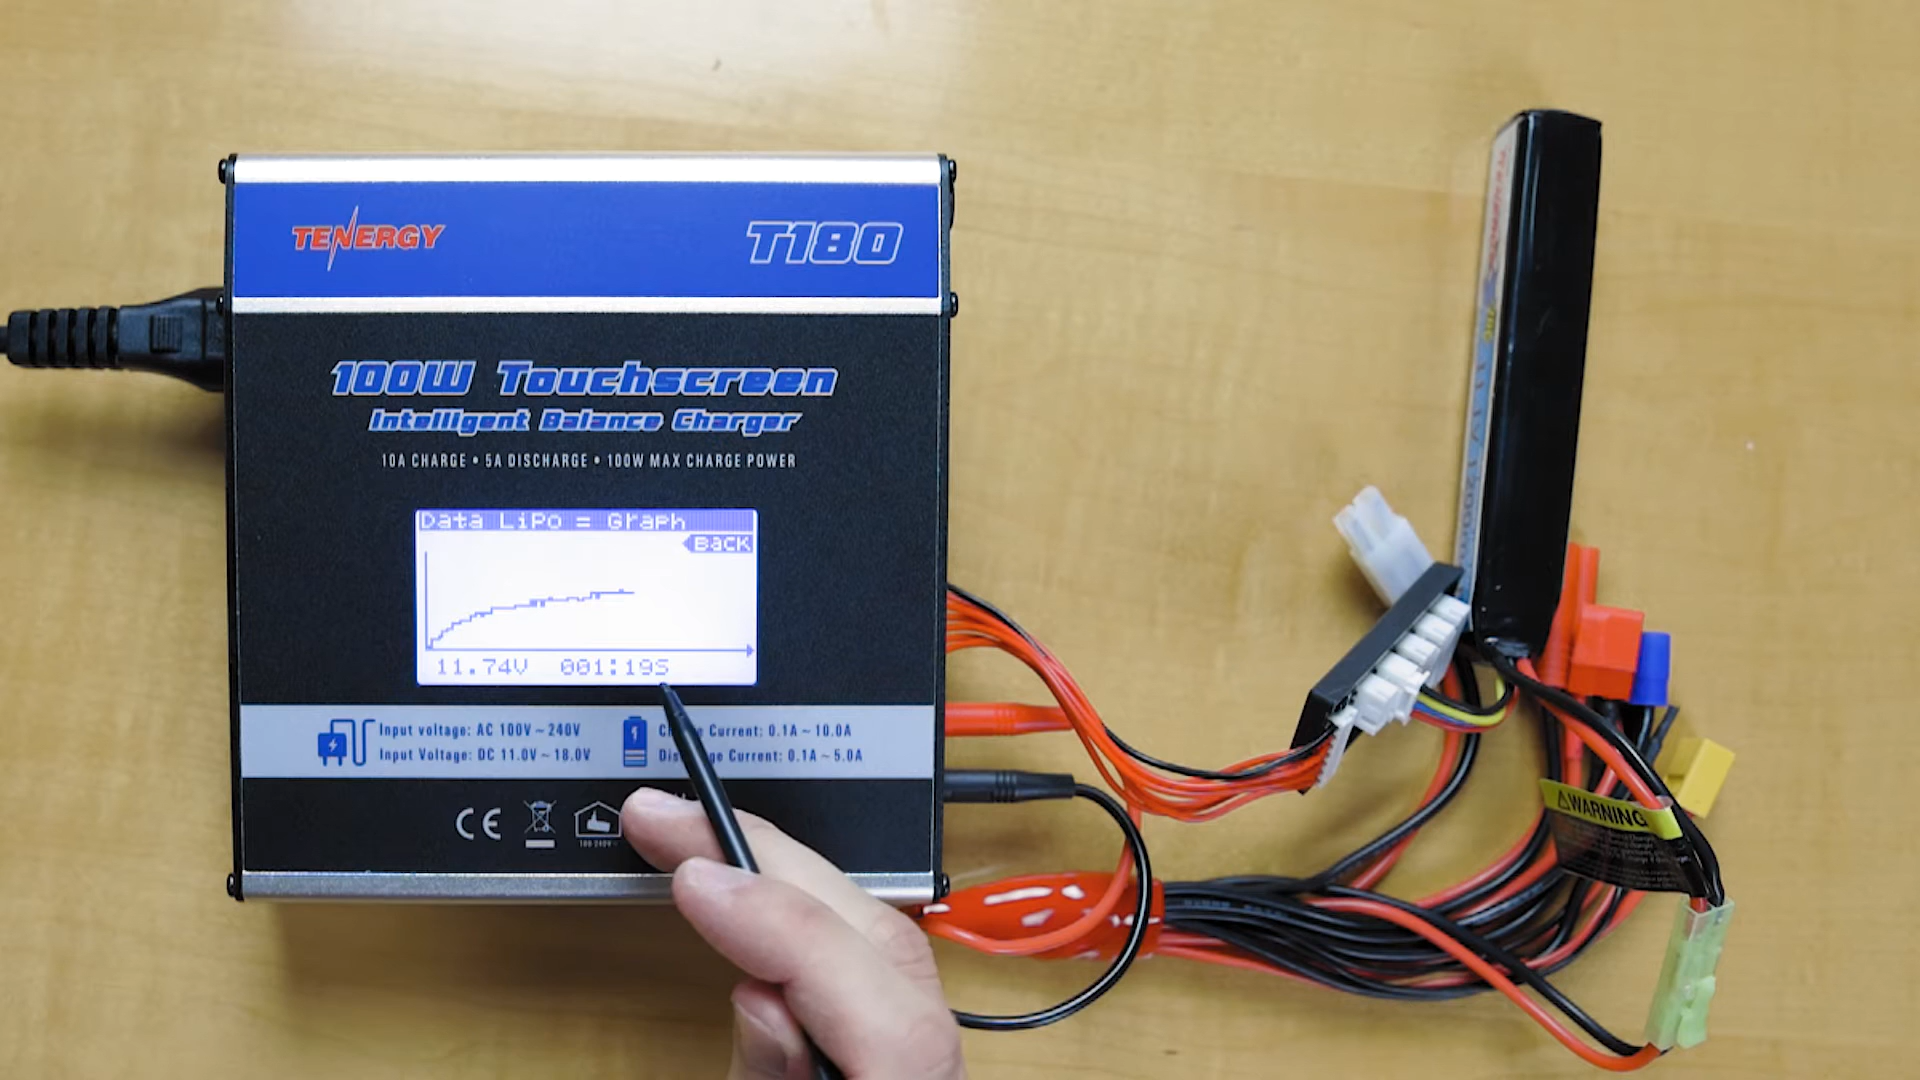 TENERGY
T180
100W Touchscreen
Intelligent Balance Charger
10A CHARGE • 5A DISCHARGE • 100W MAX CHARGE POWER
Data LiPo = Graph
BACK
11.74V 001:19S
Input voltage: AC 100V ~ 240V
Input Voltage: DC 11.0V ~ 18.0V
Current: 0.1A ~ 10.0A
Current: 0.1A ~ 5.0A
CE
⚠WARNING